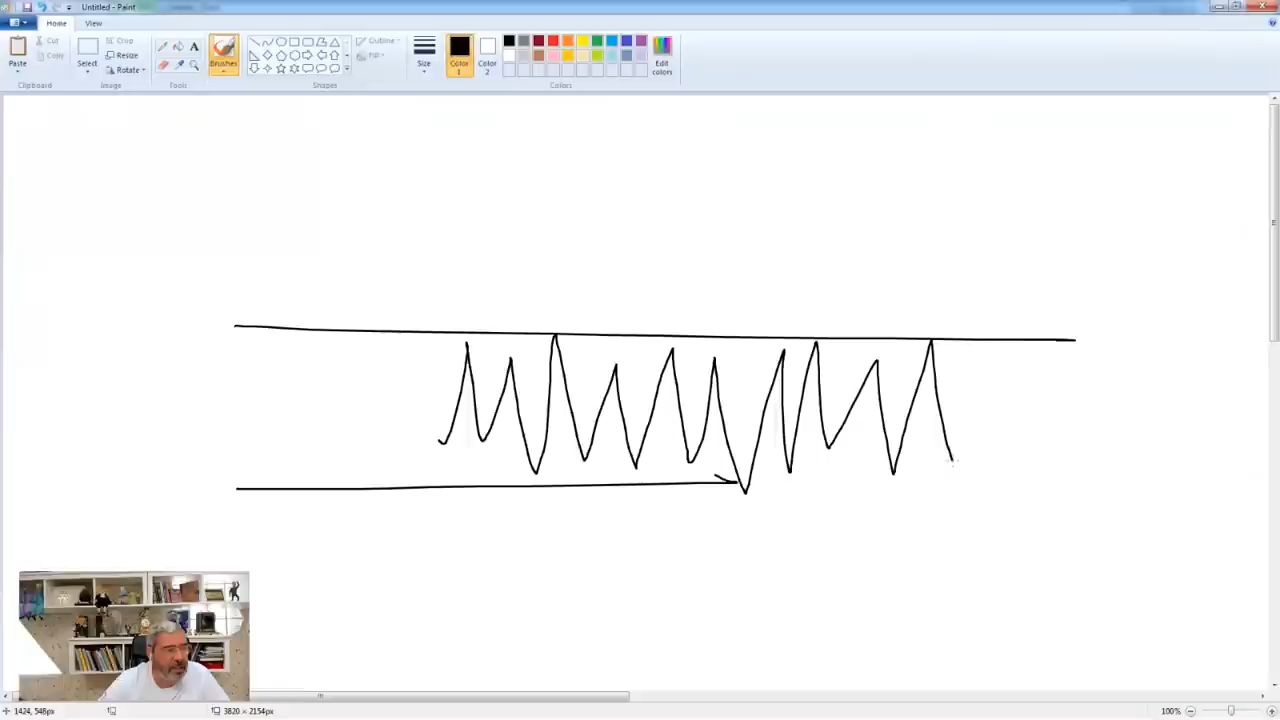 Untitled - Paint
Home View
Paste
Cut
Copy
Clipboard
Select
Crop
Resize
Rotate
Image
A
Tools
Brushes
Outline
Fill
Shapes
Size
Color 1
Color 2
Edit colors
Colors
1424, 548px
3820 × 2154px
100%